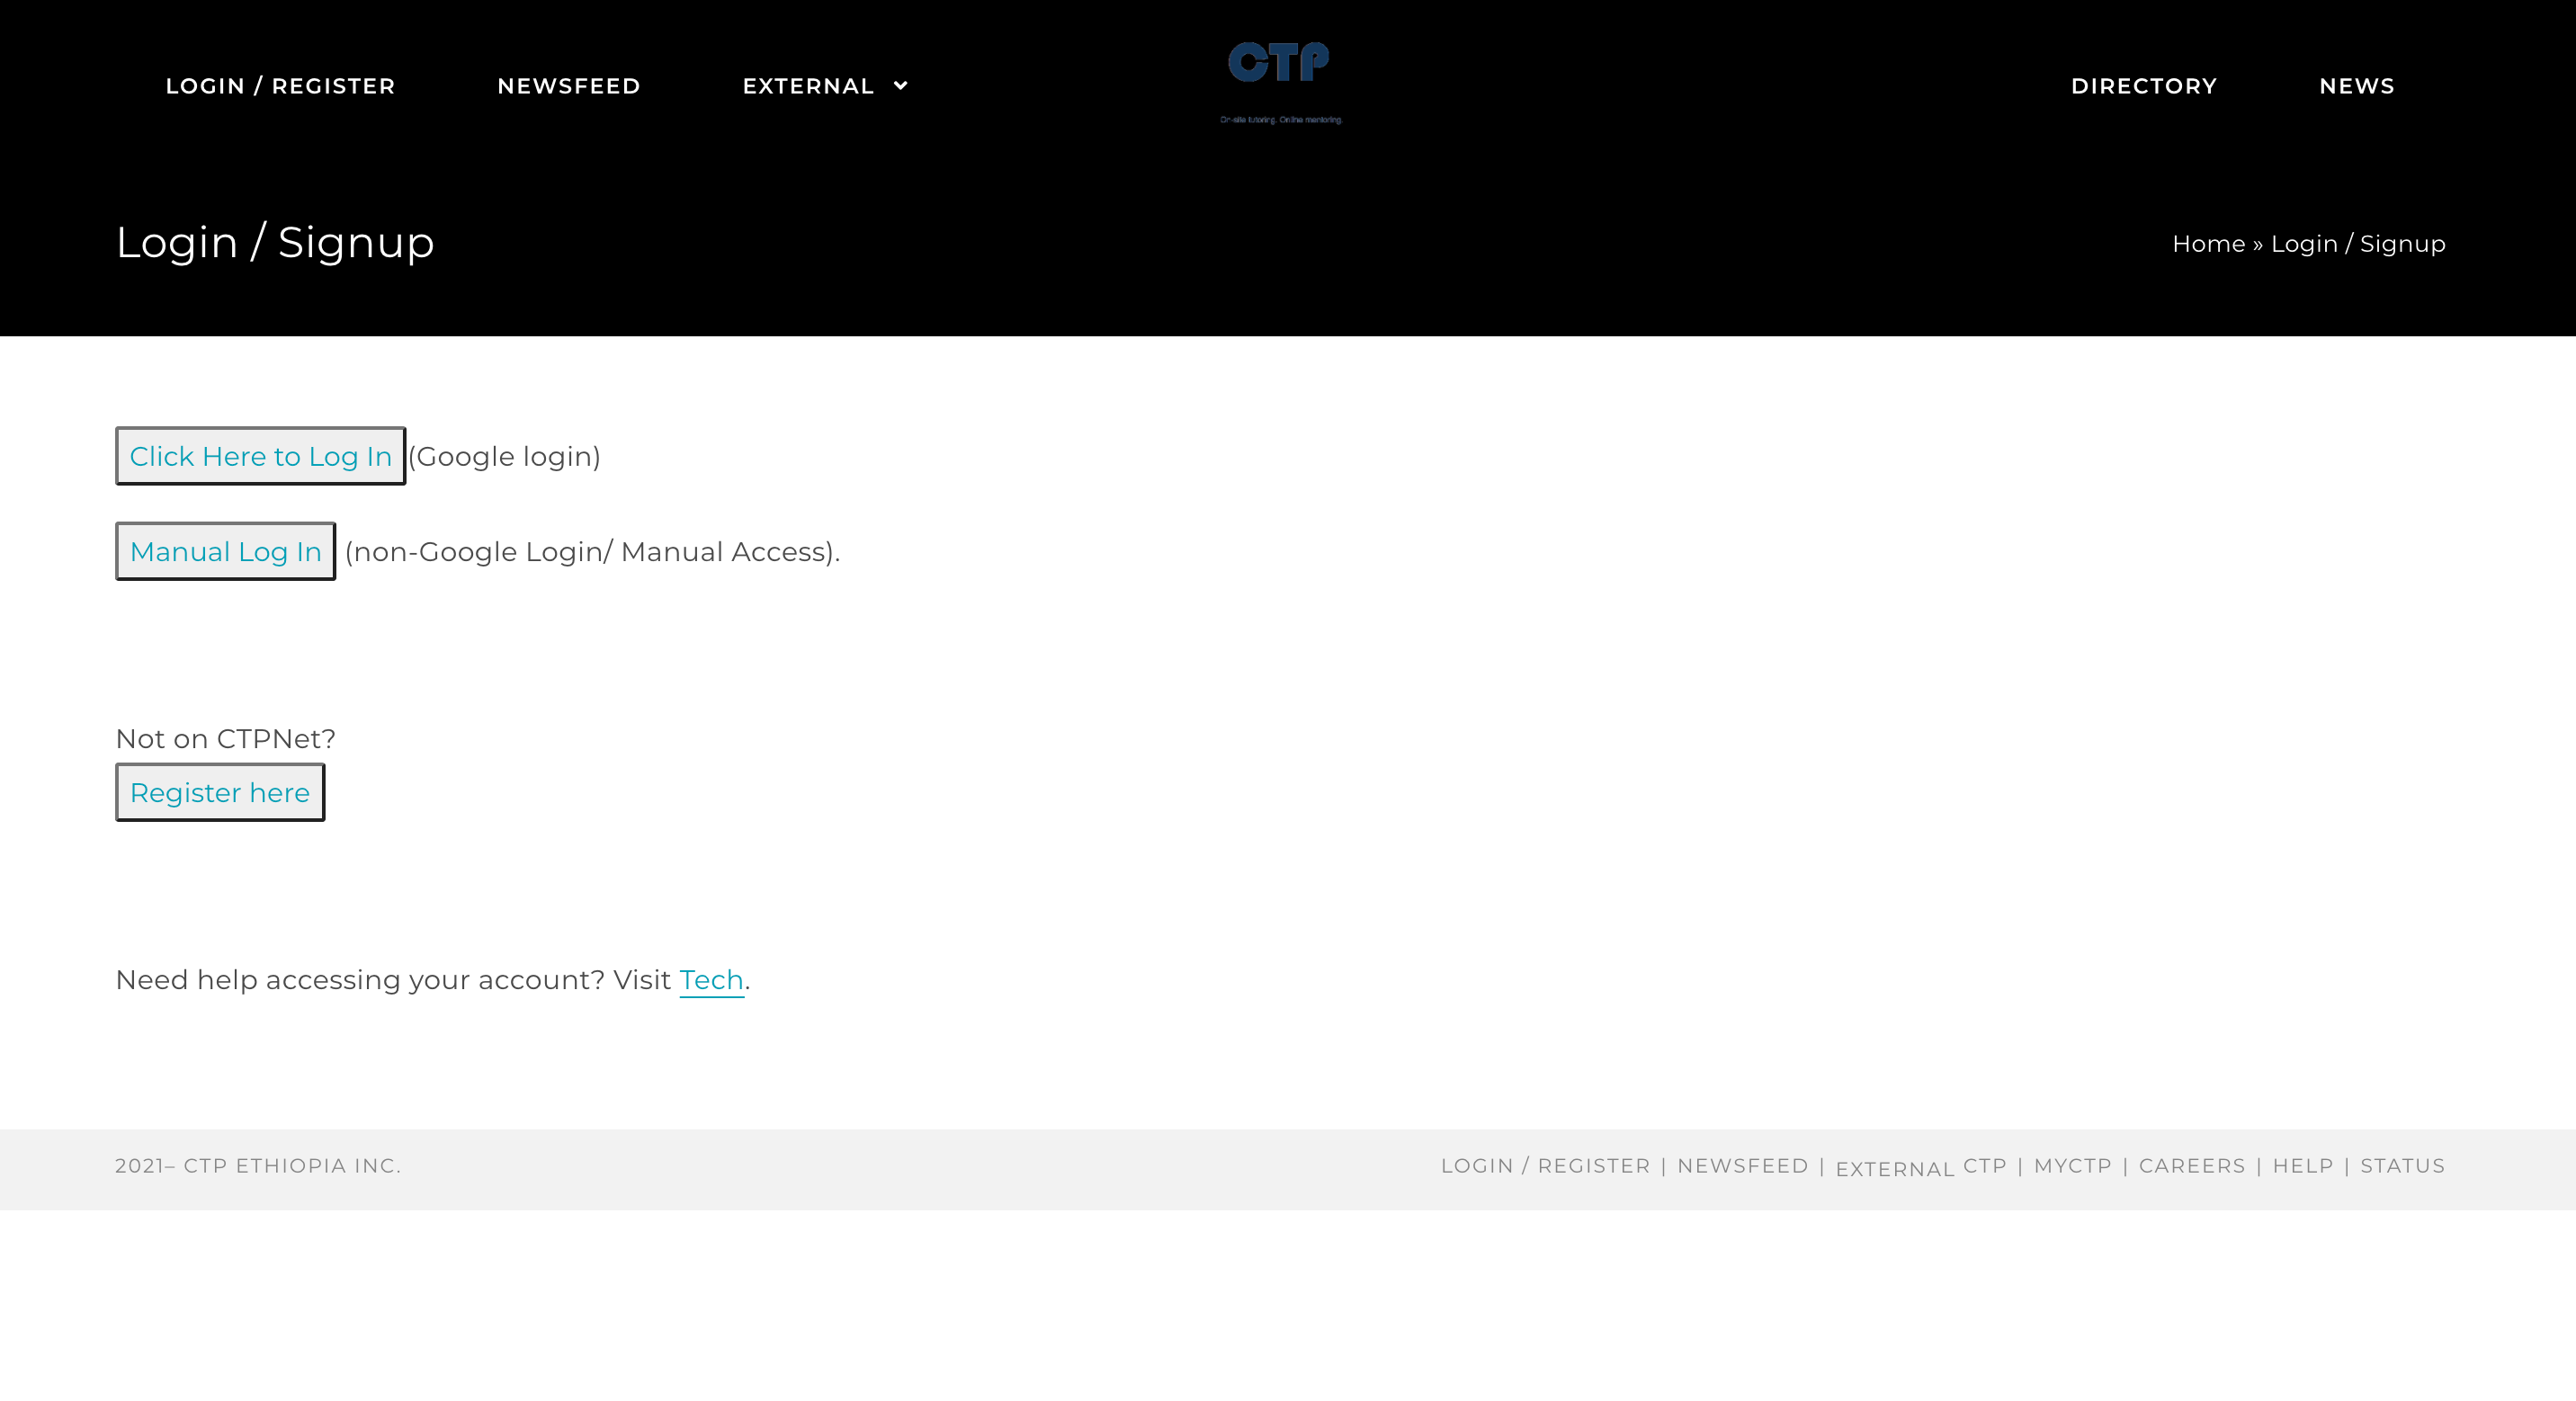 LOGIN / REGISTER NEWSFEED EXTERNAL CTP DIRECTORY NEWS
On-site tutoring. Online mentoring.
Login / Signup Home » Login / Signup
Click Here to Log In (Google login)
Manual Log In (non-Google Login/ Manual Access).
Not on CTPNet?
Register here
Need help accessing your account? Visit Tech.
2021– CTP ETHIOPIA INC. LOGIN / REGISTER | NEWSFEED | EXTERNAL CTP | MYCTP | CAREERS | HELP | STATUS